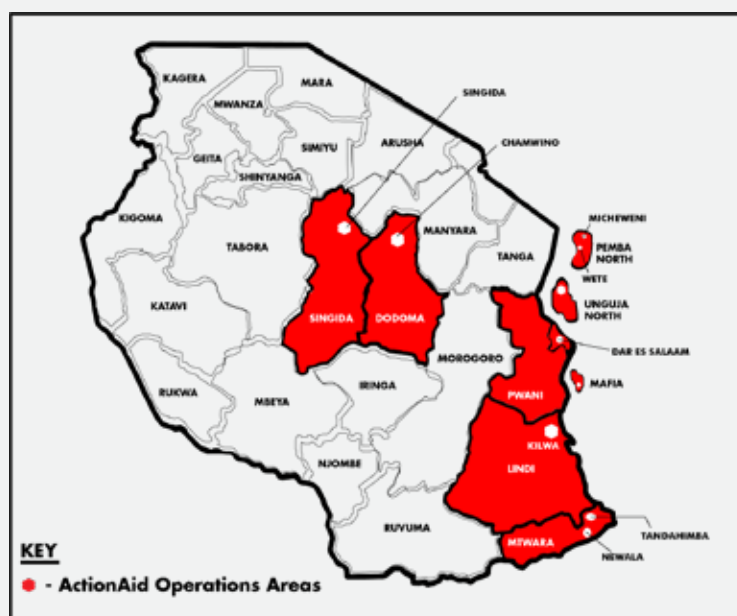 KAGERA
MARA
SINGIDA
MWANZA
SIMIYU
ARUSHA
CHAMWINO
GEITA
SHINYANGA
KIGOMA
TABORA
MANYARA
TANGA
MICHEWENI
PEMBA
NORTH
WETE
KATAVI
SINGIDA
DODOMA
UNGUJA
NORTH
MOROGORO
DAR ES SALAAM
RUKWA
MBEYA
IRINGA
PWANI
MAFIA
KILWA
NJOMBE
LINDI
RUVUMA
MTWARA
TANDAHIMBA
NEWALA
KEY
- ActionAid Operations Areas